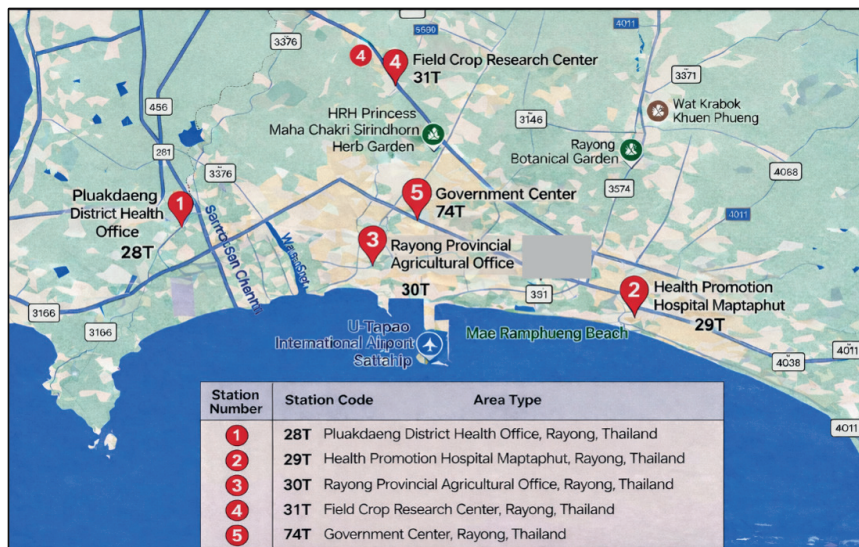 3376
5600
4011
4 4 Field Crop Research Center
31T
3371
456
HRH Princess
Maha Chakri Sirindhorn
Herb Garden
3146
Wat Krabok
Khuen Phueng
281
Rayong
Botanical Garden
3376
4068
Pluakdaeng
District Health
Office
28T
1
5 Government Center
74T
3574
4011
3 Rayong Provincial
Agricultural Office
30T
2 Health Promotion
Hospital Maptaphut
29T
3166
391
3166
U-Tapao
International Airport
Sattahip
Mae Ramphueng Beach
4038
4011
4011
Station
Number
Station Code Area Type
1 28T Pluakdaeng District Health Office, Rayong, Thailand
2 29T Health Promotion Hospital Maptaphut, Rayong, Thailand
3 30T Rayong Provincial Agricultural Office, Rayong, Thailand
4 31T Field Crop Research Center, Rayong, Thailand
5 74T Government Center, Rayong, Thailand